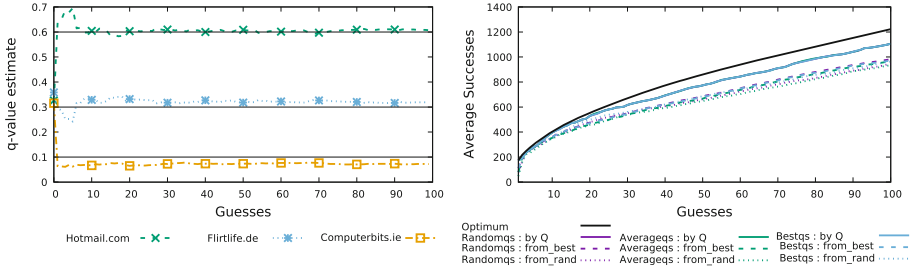 0.7
0.6
0.5
0.4
0.3
0.2
0.1
0
q-value estimate
0 10 20 30 40 50 60 70 80 90 100
Guesses
Hotmail.com Flirtlife.de Computerbits.ie
1400
1200
1000
800
600
400
200
0
Average Successes
10 20 30 40 50 60 70 80 90 100
Guesses
Optimum
Randomqs : by Q Averageqs : by Q Bestqs : by Q
Randomqs : from_best Averageqs : from_best Bestqs : from_best
Randomqs : from_rand Averageqs : from_rand Bestqs : from_rand